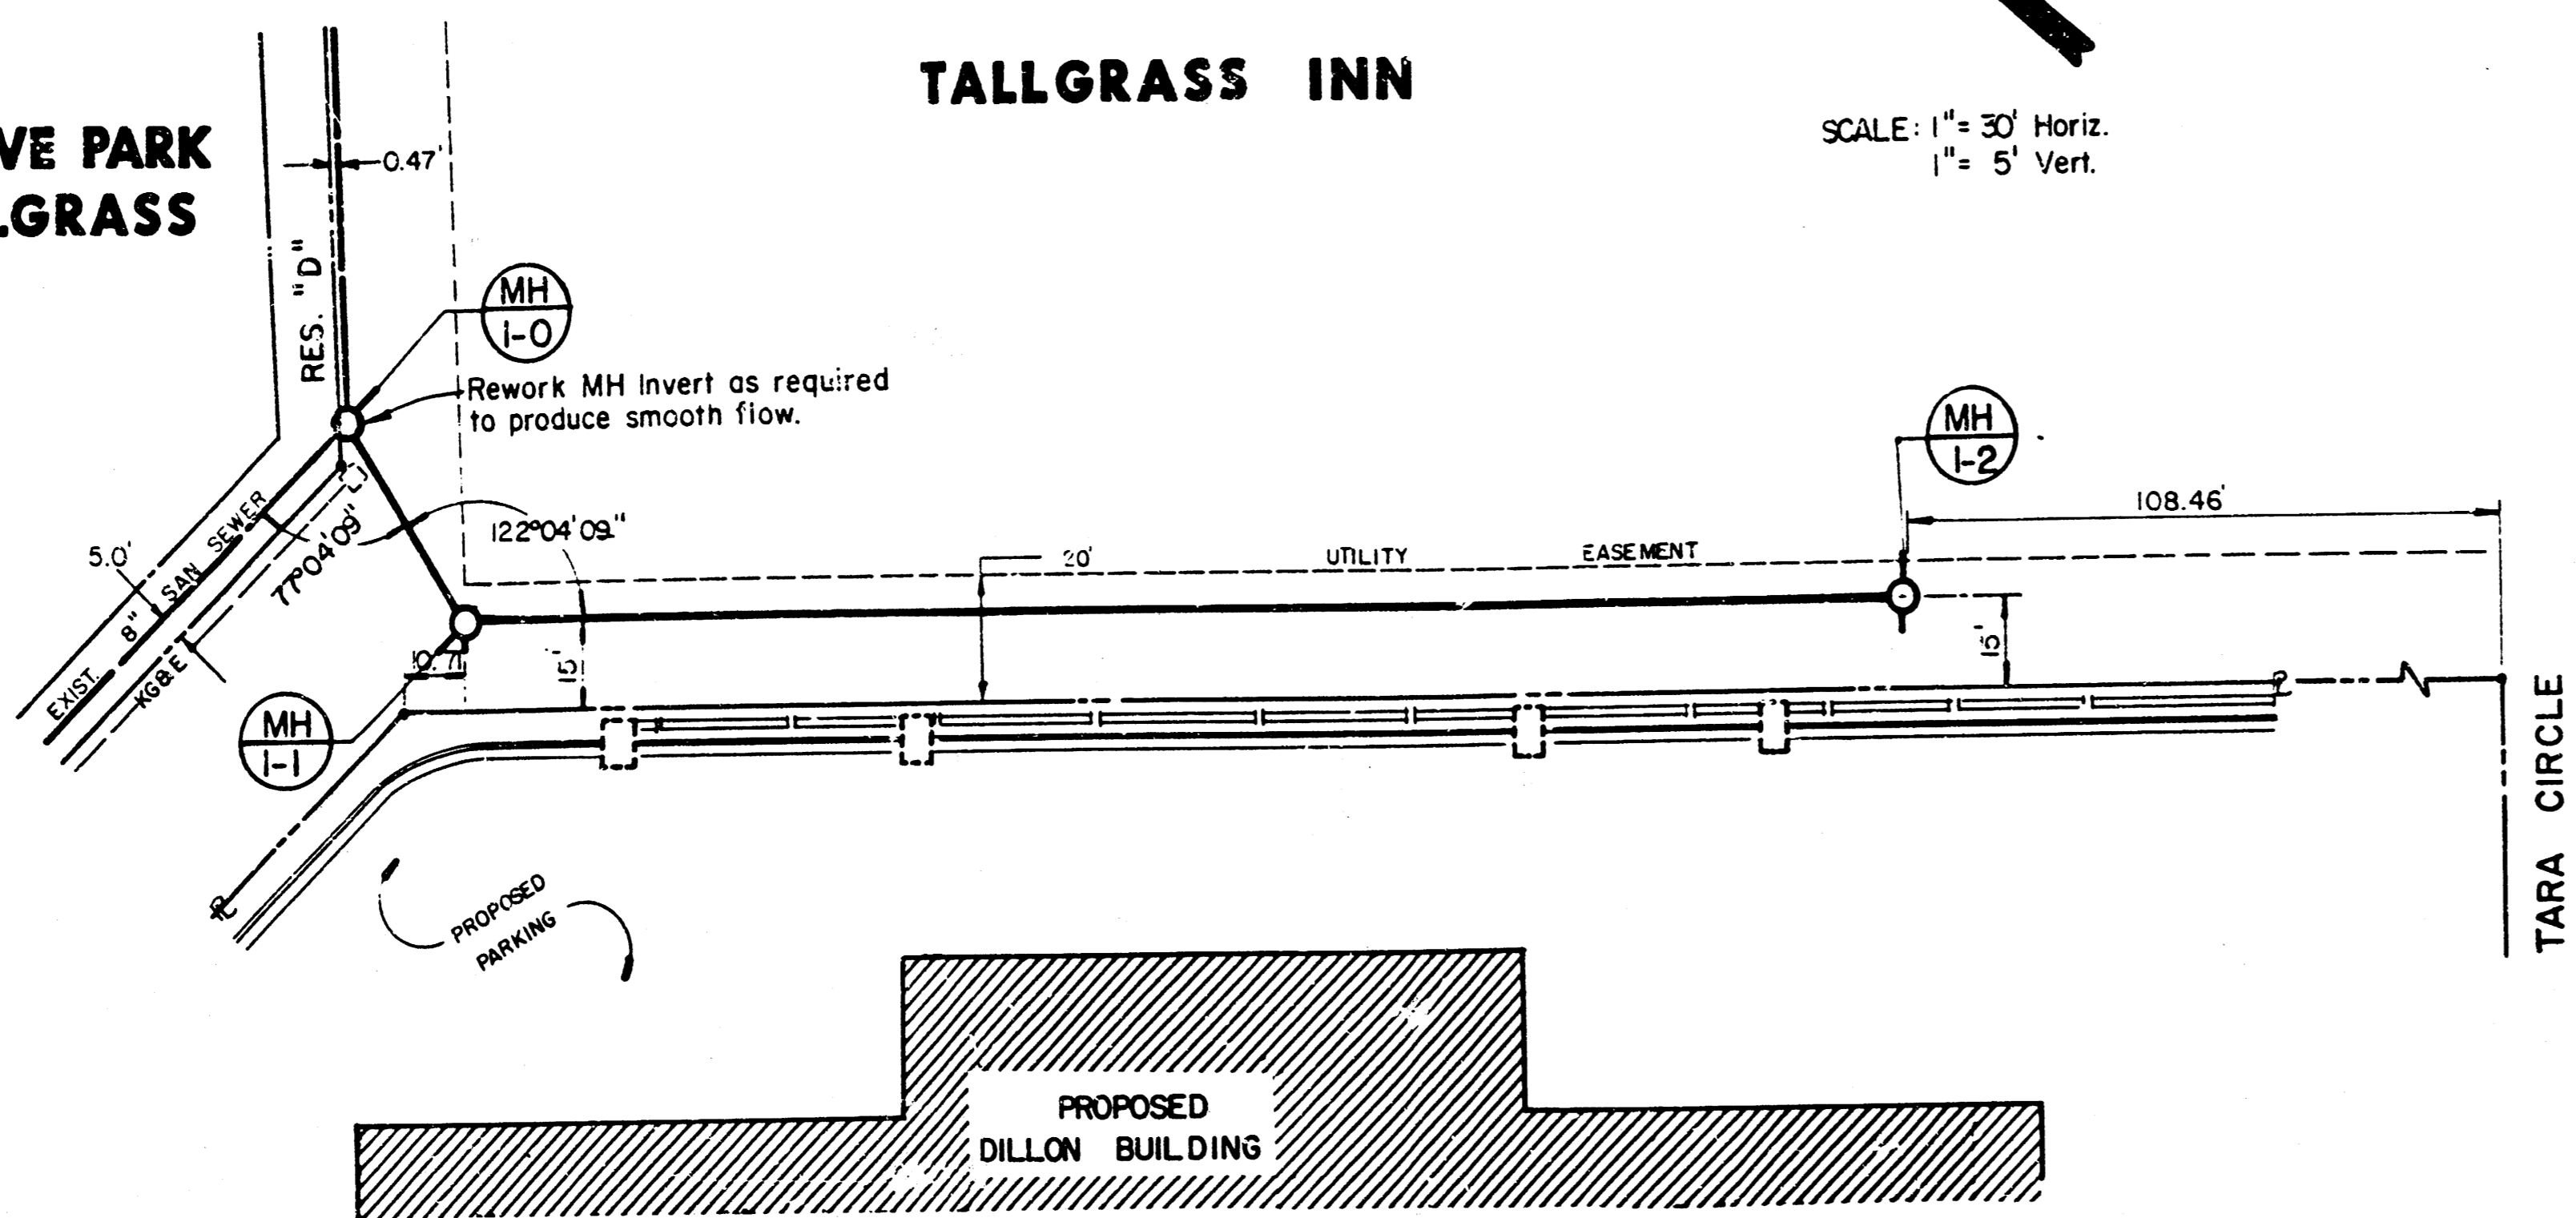 TALLGRASS INN
SCALE: 1"= 30' Horiz.
1"= 5' Vert.
VE PARK
LGRASS
0.47'
RES. "D"
MH
1-0
Rework MH Invert as required
to produce smooth flow.
MH
1-2
108.46'
122°04'09"
77°04'09"
20' UTILITY EASEMENT
5.0'
EXIST. 8" SAN SEWER
KG&E
10.71
15'
15'
MH
1-1
PL
PL
TARA CIRCLE
PROPOSED
PARKING
PROPOSED
DILLON BUILDING